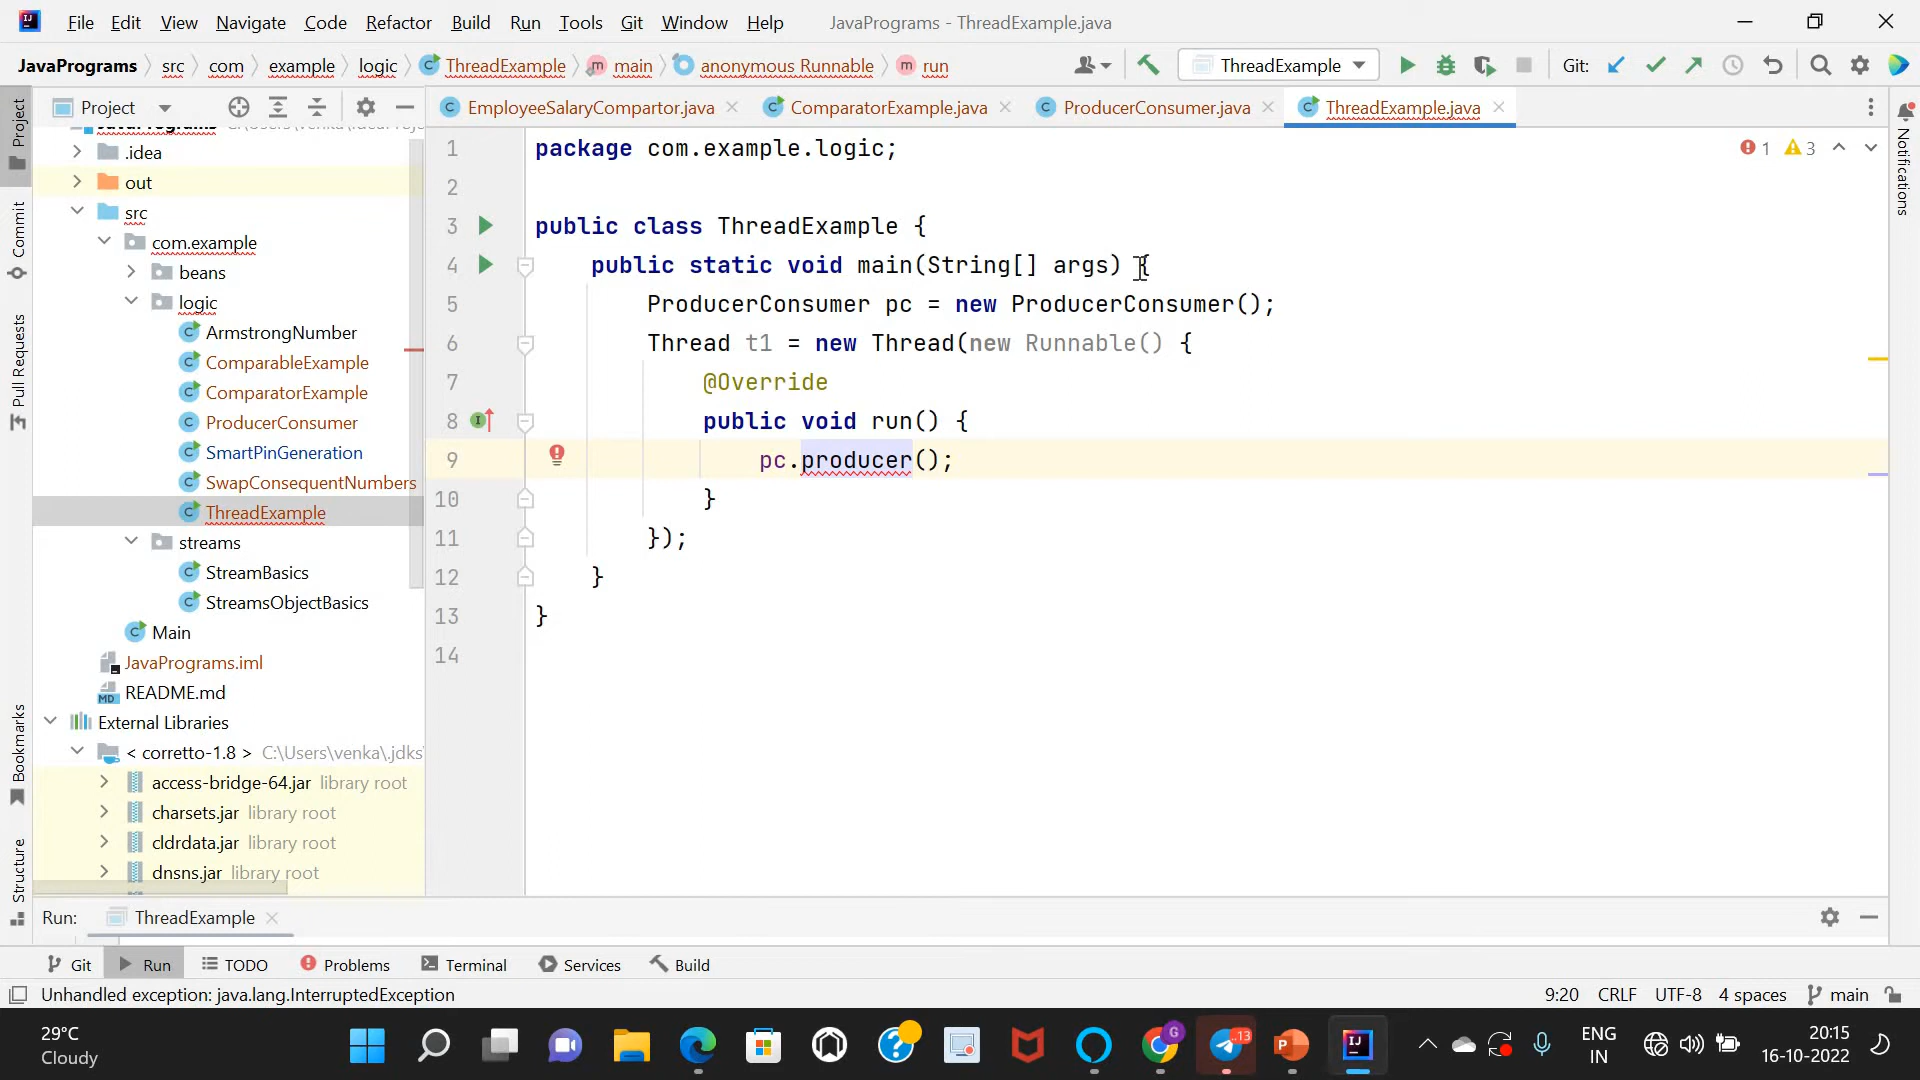 File Edit View Navigate Code Refactor Build Run Tools Git Window Help JavaPrograms - ThreadExample.java
JavaPrograms src com example logic ThreadExample main anonymous Runnable run ThreadExample Git:
Project
EmployeeSalaryCompartor.java ComparatorExample.java ProducerConsumer.java ThreadExample.java
.idea
out
src
com.example
beans
logic
ArmstrongNumber
ComparableExample
ComparatorExample
ProducerConsumer
SmartPinGeneration
SwapConsequentNumbers
ThreadExample
streams
StreamBasics
StreamsObjectBasics
Main
JavaPrograms.iml
README.md
External Libraries
< corretto-1.8 > C:\Users\venka\.jdks
access-bridge-64.jar library root
charsets.jar library root
cldrdata.jar library root
dnsns.jar library root
1 package com.example.logic;
2
3 public class ThreadExample {
4 public static void main(String[] args) {
5 ProducerConsumer pc = new ProducerConsumer();
6 Thread t1 = new Thread(new Runnable() {
7 @Override
8 public void run() {
9 pc.producer();
10 }
11 });
12 }
13 }
14
1 3
Project
Commit
Pull Requests
Bookmarks
Structure
Notifications
Run: ThreadExample
Git Run TODO Problems Terminal Services Build
Unhandled exception: java.lang.InterruptedException 9:20 CRLF UTF-8 4 spaces main
29°C
Cloudy
G
13
ENG
IN
20:15
16-10-2022